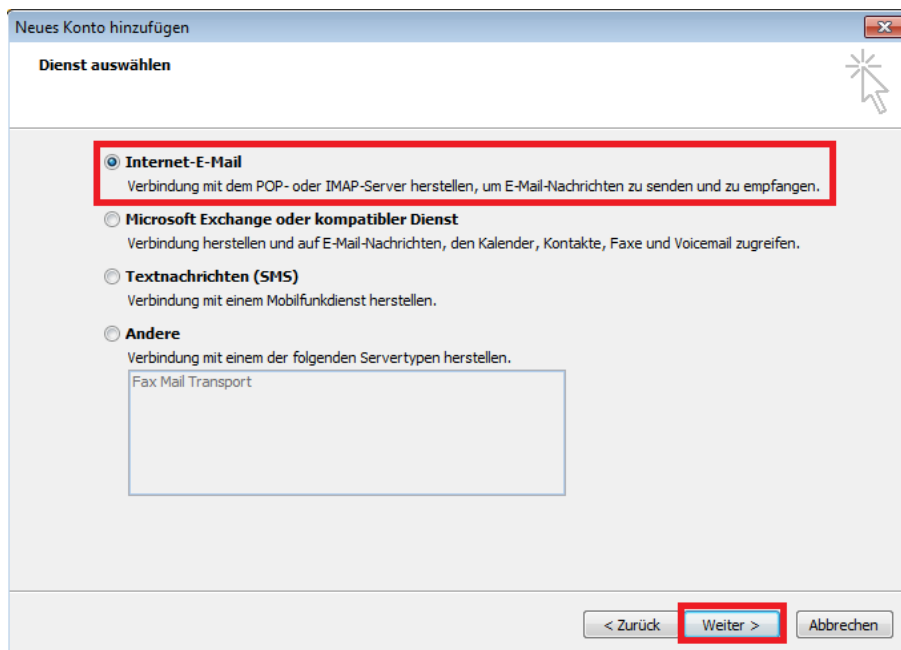 Neues Konto hinzufügen
Dienst auswählen
Internet-E-Mail
Verbindung mit dem POP- oder IMAP-Server herstellen, um E-Mail-Nachrichten zu senden und zu empfangen.
Microsoft Exchange oder kompatibler Dienst
Verbindung herstellen und auf E-Mail-Nachrichten, den Kalender, Kontakte, Faxe und Voicemail zugreifen.
Textnachrichten (SMS)
Verbindung mit einem Mobilfunkdienst herstellen.
Andere
Verbindung mit einem der folgenden Servertypen herstellen.
Fax Mail Transport
< Zurück Weiter > Abbrechen